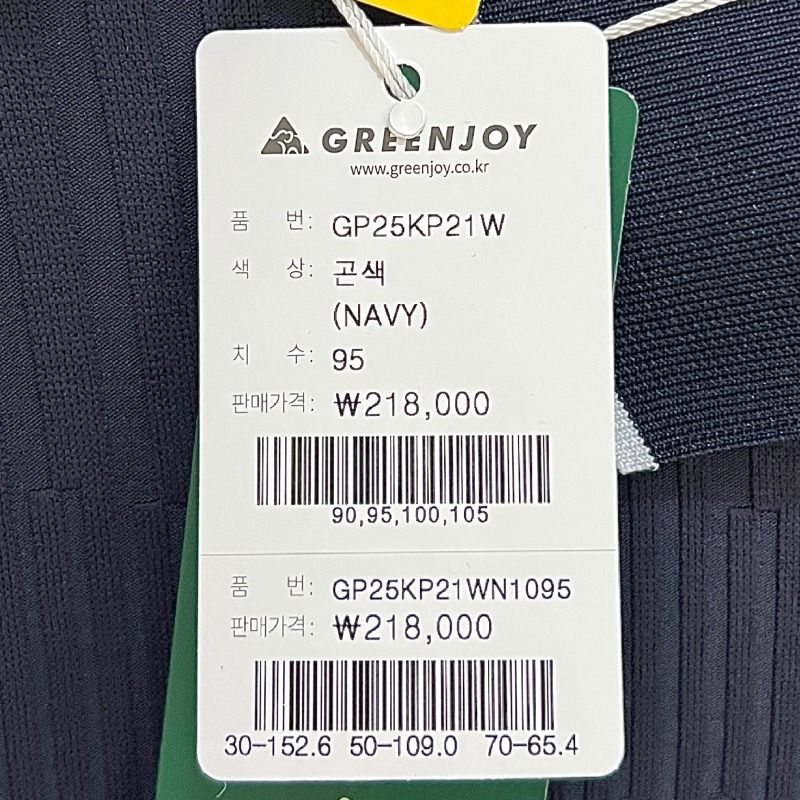 GREENJOY
www.greenjoy.co.kr
품 번: GP25KP21W
색 상: 곤색
(NAVY)
치 수: 95
판매가격: ₩218,000
90,95,100,105
품 번: GP25KP21WN1095
판매가격: ₩218,000
30-152.6 50-109.0 70-65.4